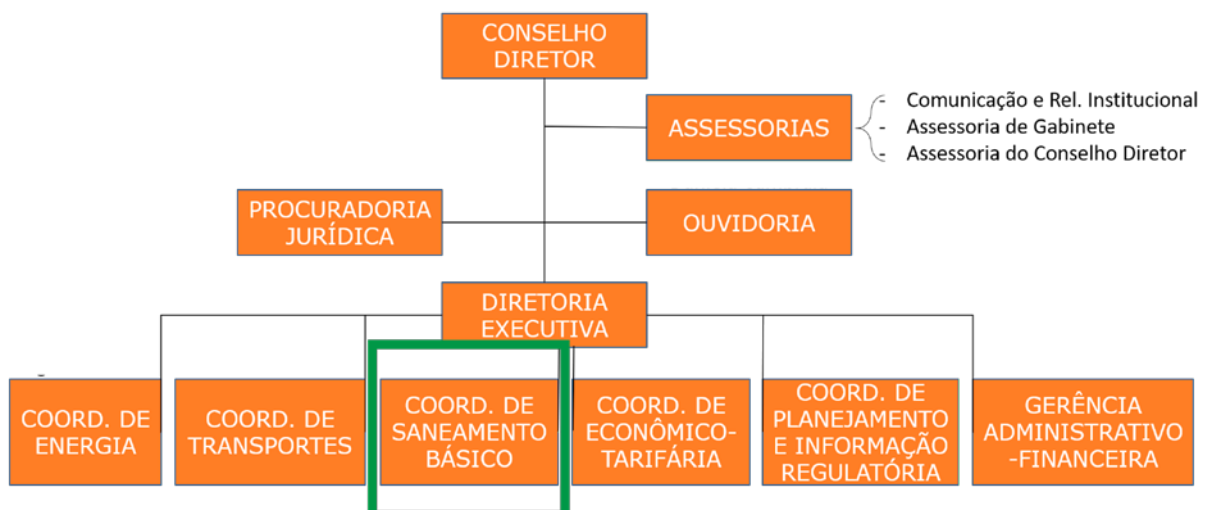 CONSELHO
DIRETOR
ASSESSORIAS
- Comunicação e Rel. Institucional
- Assessoria de Gabinete
- Assessoria do Conselho Diretor
PROCURADORIA
JURÍDICA
OUVIDORIA
DIRETORIA
EXECUTIVA
-
COORD. DE
ENERGIA
COORD. DE
TRANSPORTES
COORD. DE
SANEAMENTO
BÁSICO
COORD. DE
ECONÔMICO-
TARIFÁRIA
COORD. DE
PLANEJAMENTO
E INFORMAÇÃO
REGULATÓRIA
GERÊNCIA
ADMINISTRATIVO
-FINANCEIRA